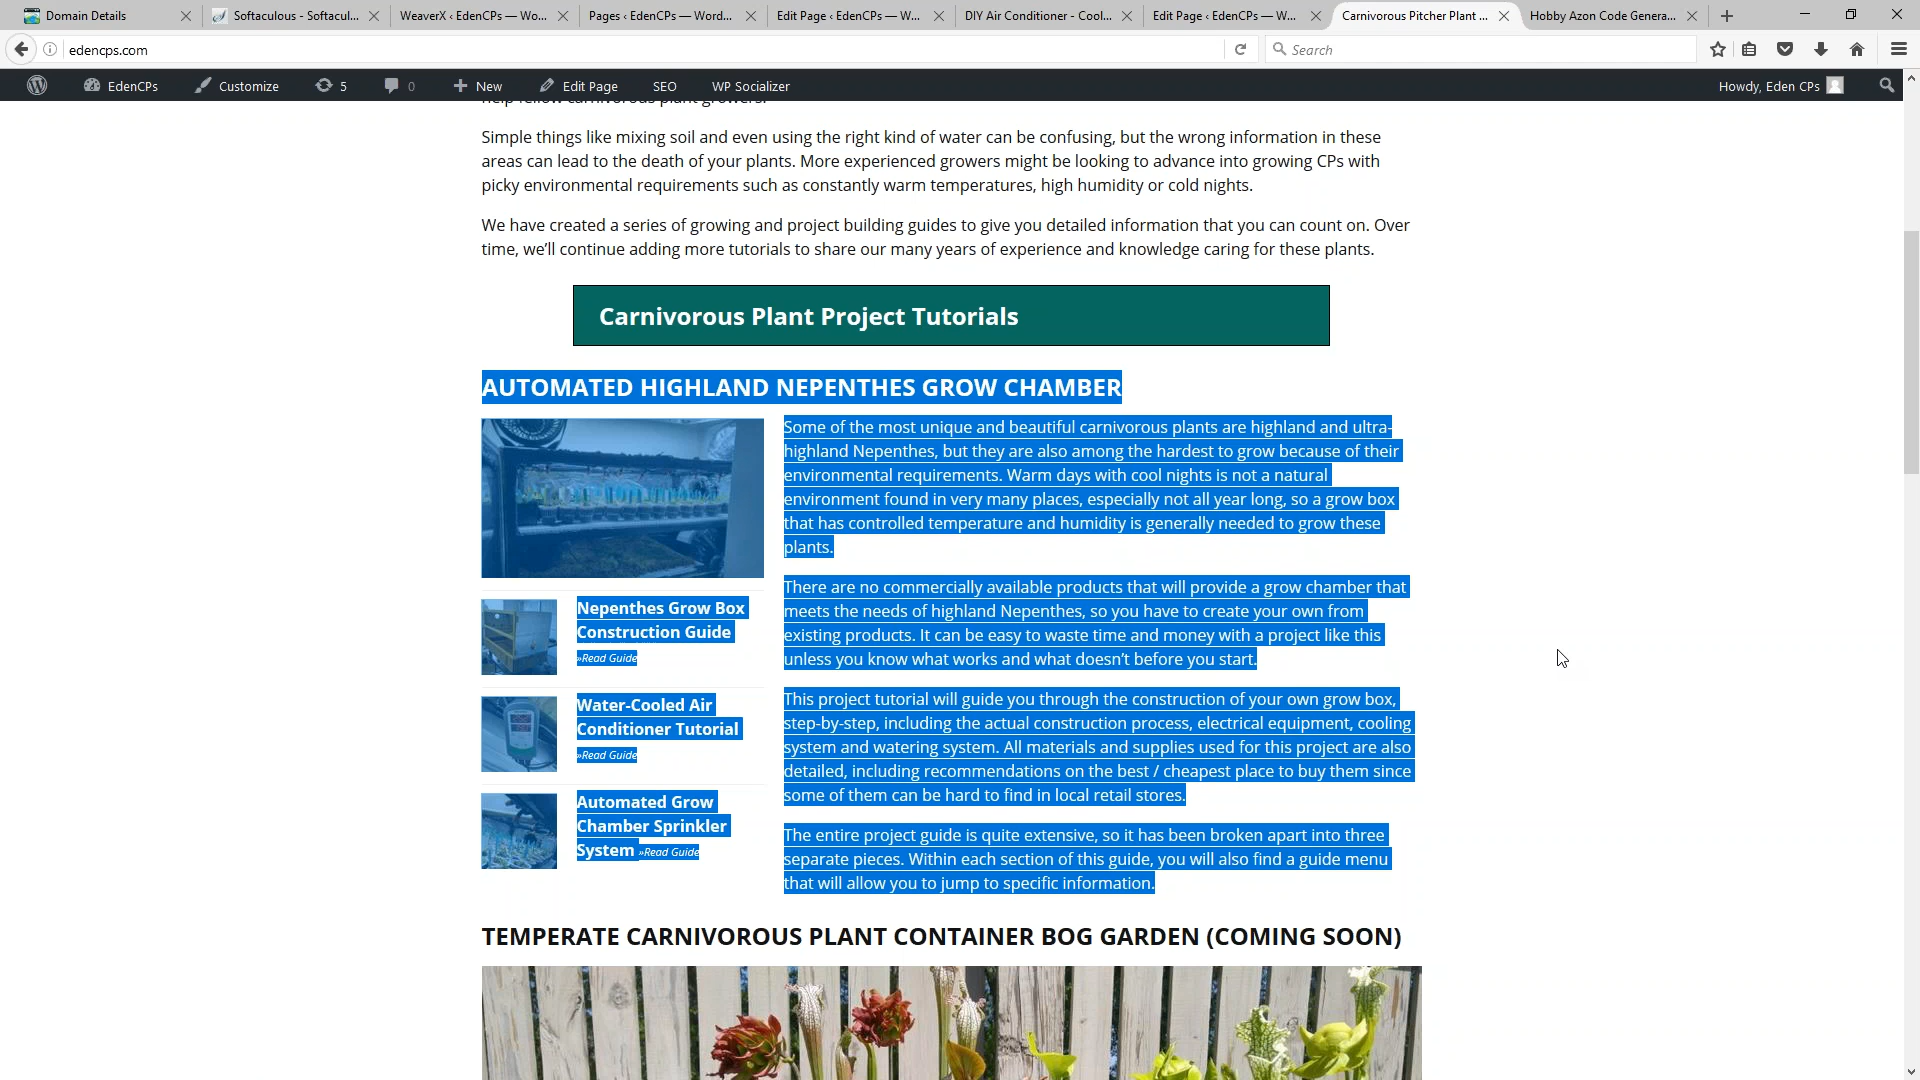 Domain Details
Softaculous - Softacul...
WeaverX ‹ EdenCPs — Wo...
Pages ‹ EdenCPs — Word...
Edit Page ‹ EdenCPs — W...
DIY Air Conditioner - Cool...
Edit Page ‹ EdenCPs — W...
Carnivorous Pitcher Plant ...
Hobby Azon Code Genera...
edencps.com
Search
EdenCPs
Customize
5
0
New
Edit Page
SEO
WP Socializer
Howdy, Eden CPs
help fellow carnivorous plant growers.
Simple things like mixing soil and even using the right kind of water can be confusing, but the wrong information in these
areas can lead to the death of your plants. More experienced growers might be looking to advance into growing CPs with
picky environmental requirements such as constantly warm temperatures, high humidity or cold nights.
We have created a series of growing and project building guides to give you detailed information that you can count on. Over
time, we’ll continue adding more tutorials to share our many years of experience and knowledge caring for these plants.
Carnivorous Plant Project Tutorials
AUTOMATED HIGHLAND NEPENTHES GROW CHAMBER
Nepenthes Grow Box
Construction Guide
»Read Guide
Water-Cooled Air
Conditioner Tutorial
»Read Guide
Automated Grow
Chamber Sprinkler
System »Read Guide
Some of the most unique and beautiful carnivorous plants are highland and ultra-
highland Nepenthes, but they are also among the hardest to grow because of their
environmental requirements. Warm days with cool nights is not a natural
environment found in very many places, especially not all year long, so a grow box
that has controlled temperature and humidity is generally needed to grow these
plants.
There are no commercially available products that will provide a grow chamber that
meets the needs of highland Nepenthes, so you have to create your own from
existing products. It can be easy to waste time and money with a project like this
unless you know what works and what doesn’t before you start.
This project tutorial will guide you through the construction of your own grow box,
step-by-step, including the actual construction process, electrical equipment, cooling
system and watering system. All materials and supplies used for this project are also
detailed, including recommendations on the best / cheapest place to buy them since
some of them can be hard to find in local retail stores.
The entire project guide is quite extensive, so it has been broken apart into three
separate pieces. Within each section of this guide, you will also find a guide menu
that will allow you to jump to specific information.
TEMPERATE CARNIVOROUS PLANT CONTAINER BOG GARDEN (COMING SOON)